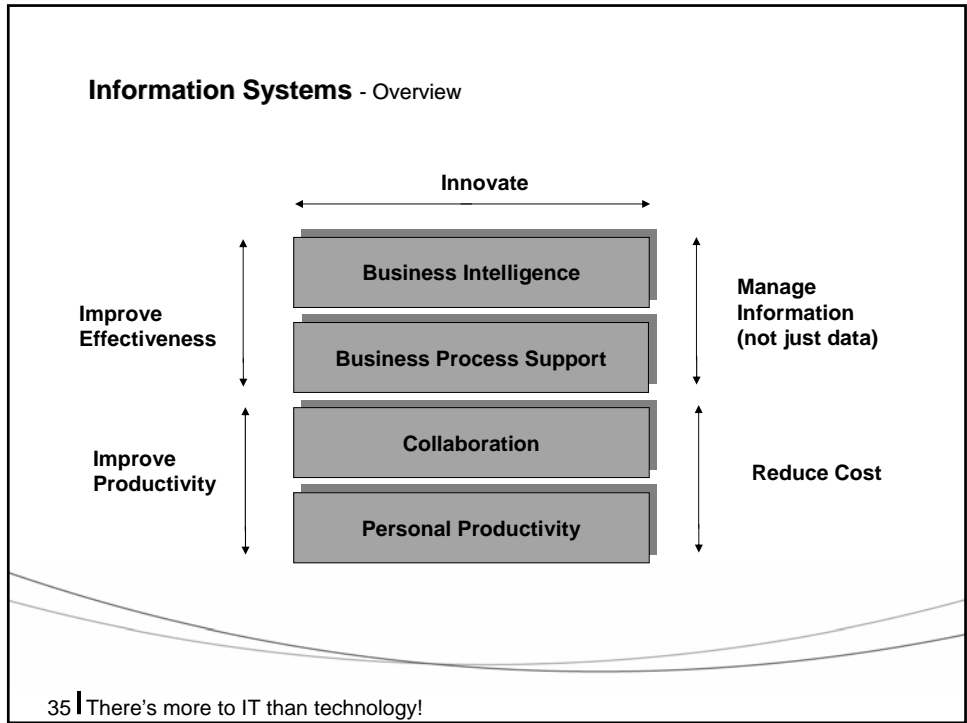 Information Systems - Overview
Innovate
Business Intelligence
Improve
Effectiveness
Manage
Information
(not just data)
Business Process Support
Collaboration
Improve
Productivity
Reduce Cost
Personal Productivity
35 There's more to IT than technology!